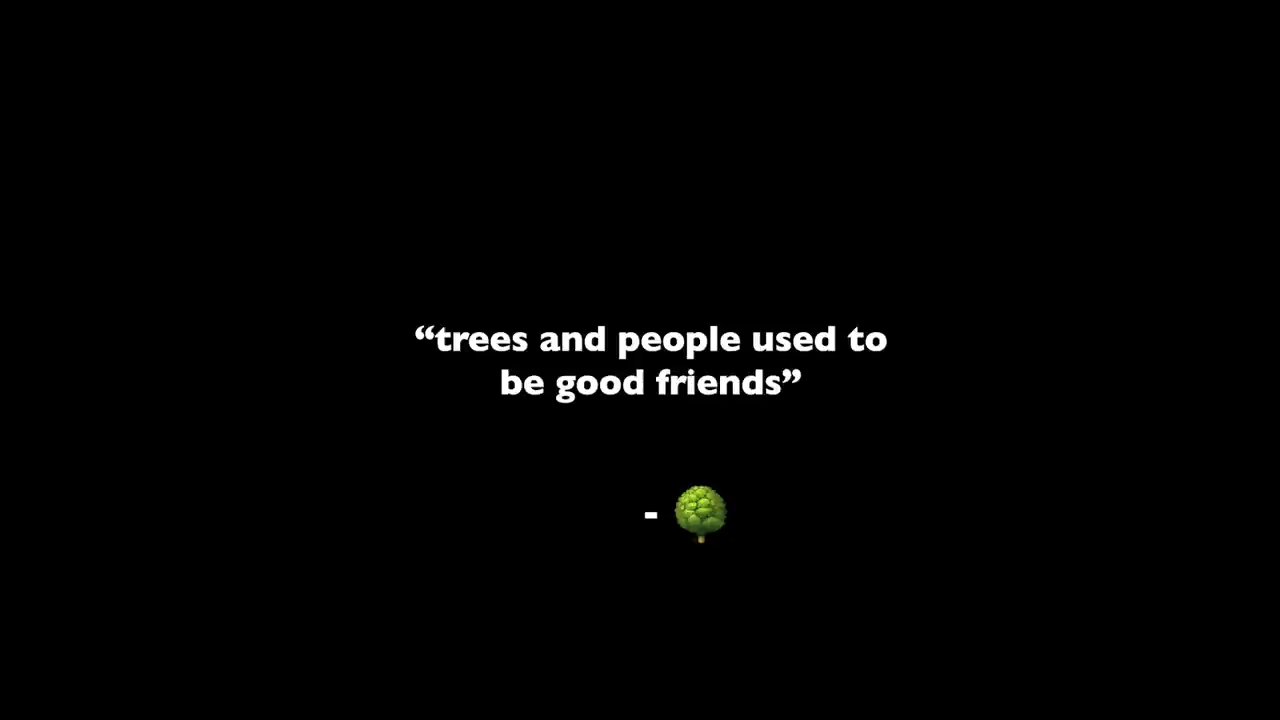 “trees and people used to
be good friends”
- 🌳